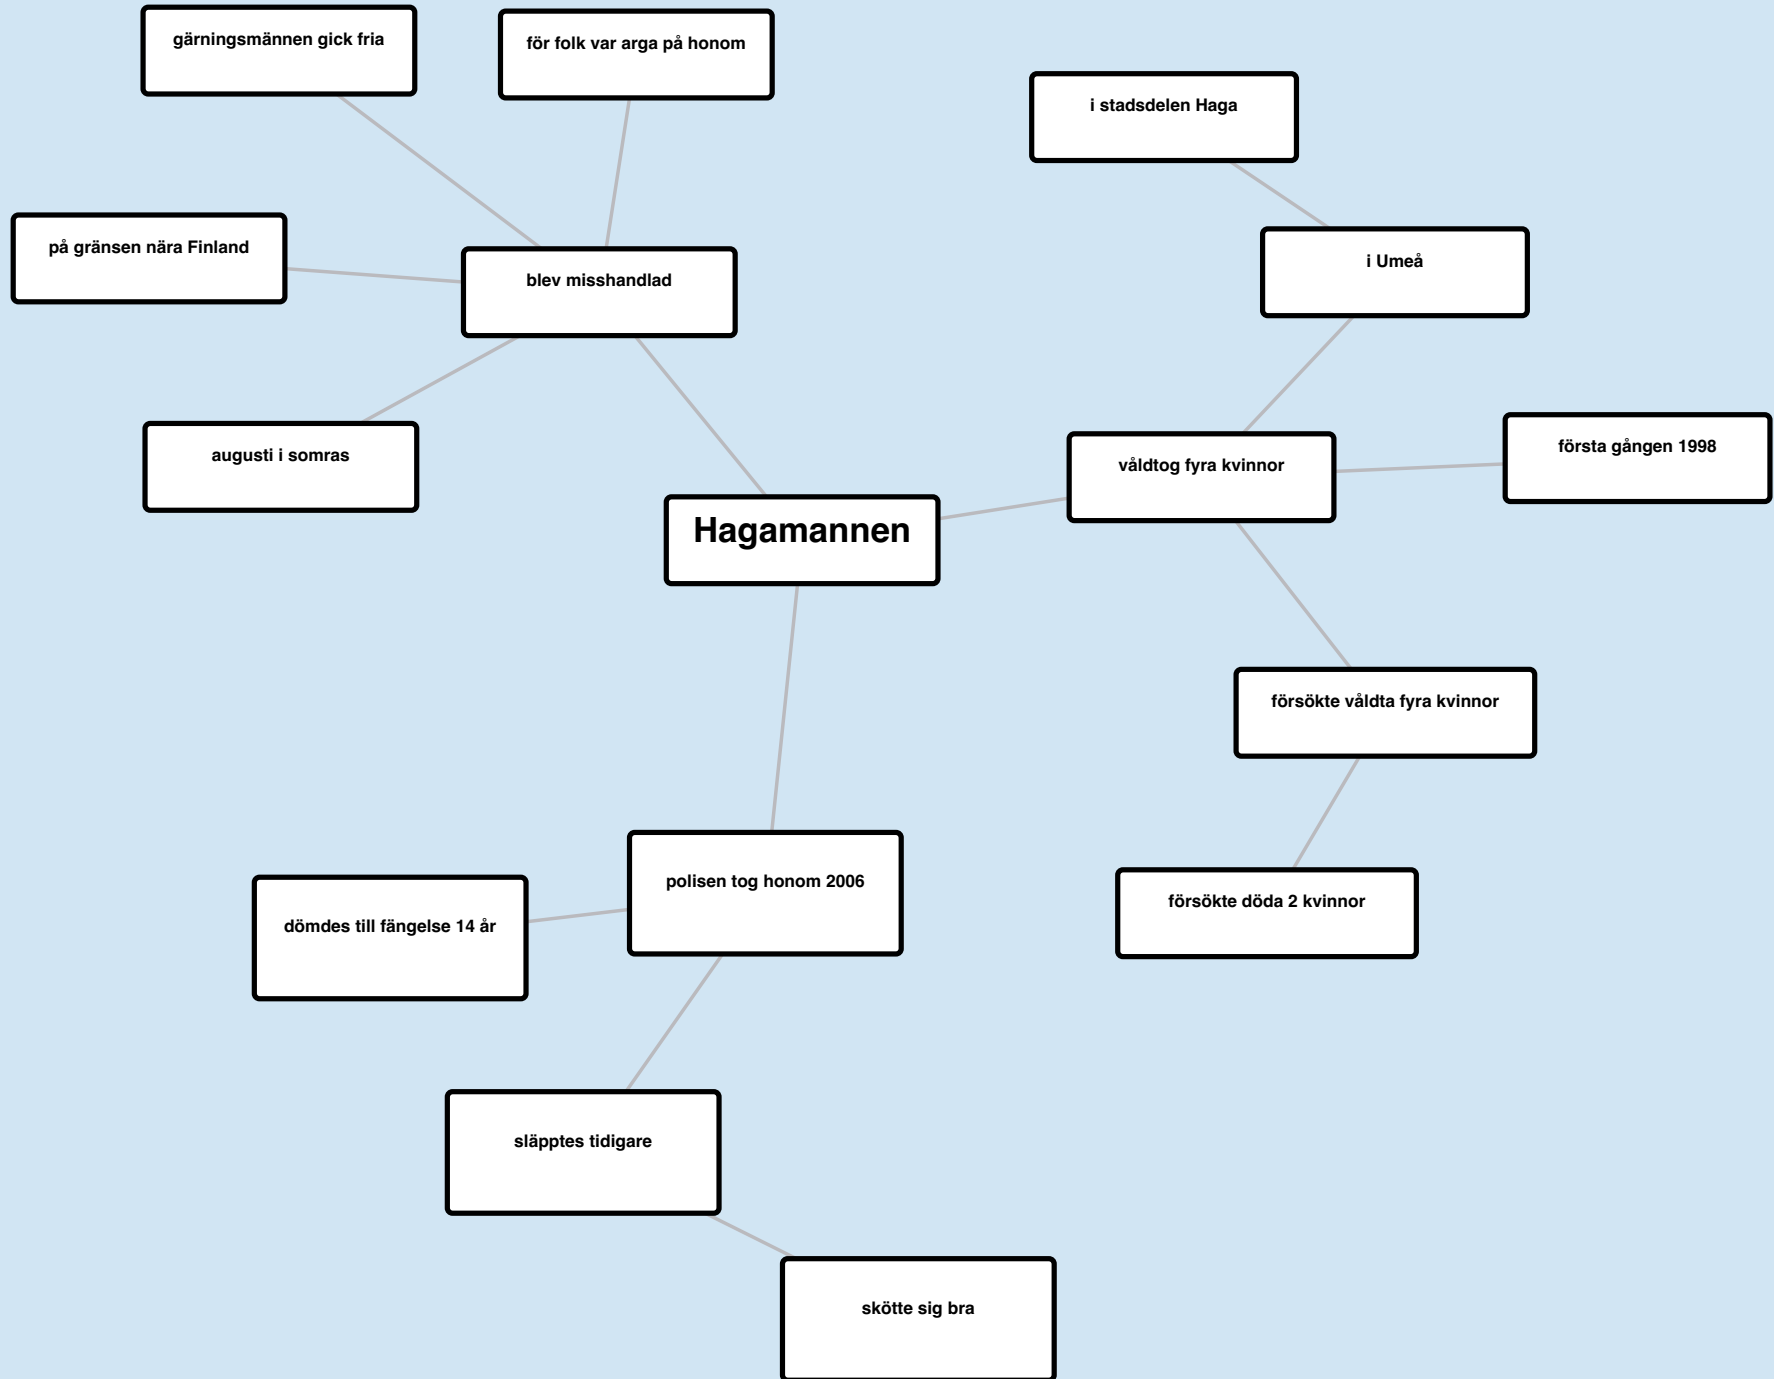 gärningsmännen gick fria
för folk var arga på honom
i stadsdelen Haga
på gränsen nära Finland
blev misshandlad
i Umeå
augusti i somras
våldtog fyra kvinnor
första gången 1998
Hagamannen
försökte våldta fyra kvinnor
polisen tog honom 2006
dömdes till fängelse 14 år
försökte döda 2 kvinnor
släpptes tidigare
skötte sig bra